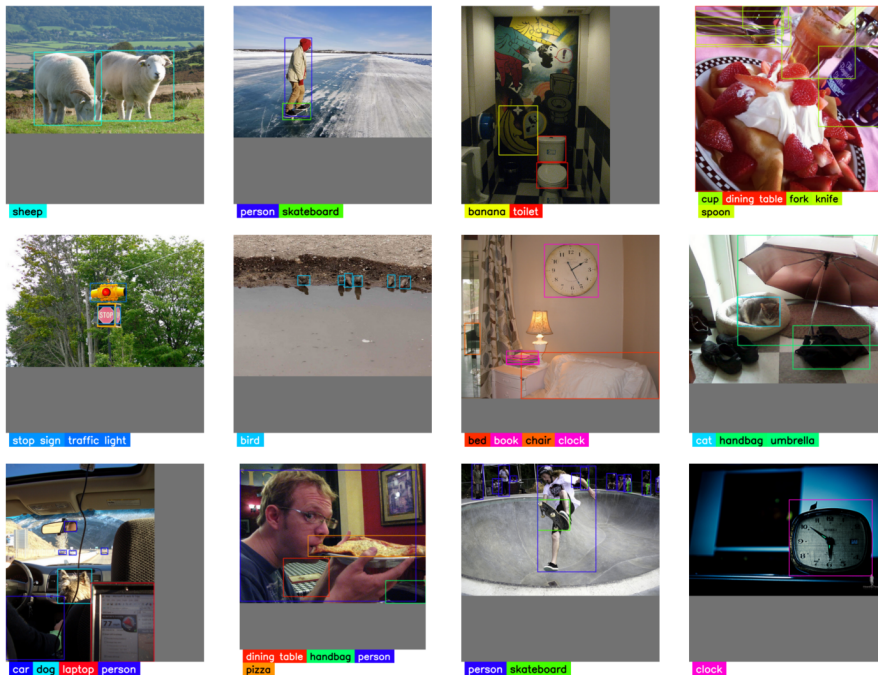 sheep
person skateboard
banana toilet
cup dining table fork knife
spoon
STOP
stop sign traffic light
bird
bed book chair clock
cat handbag umbrella
car dog laptop person
dining table handbag person
pizza
person skateboard
clock